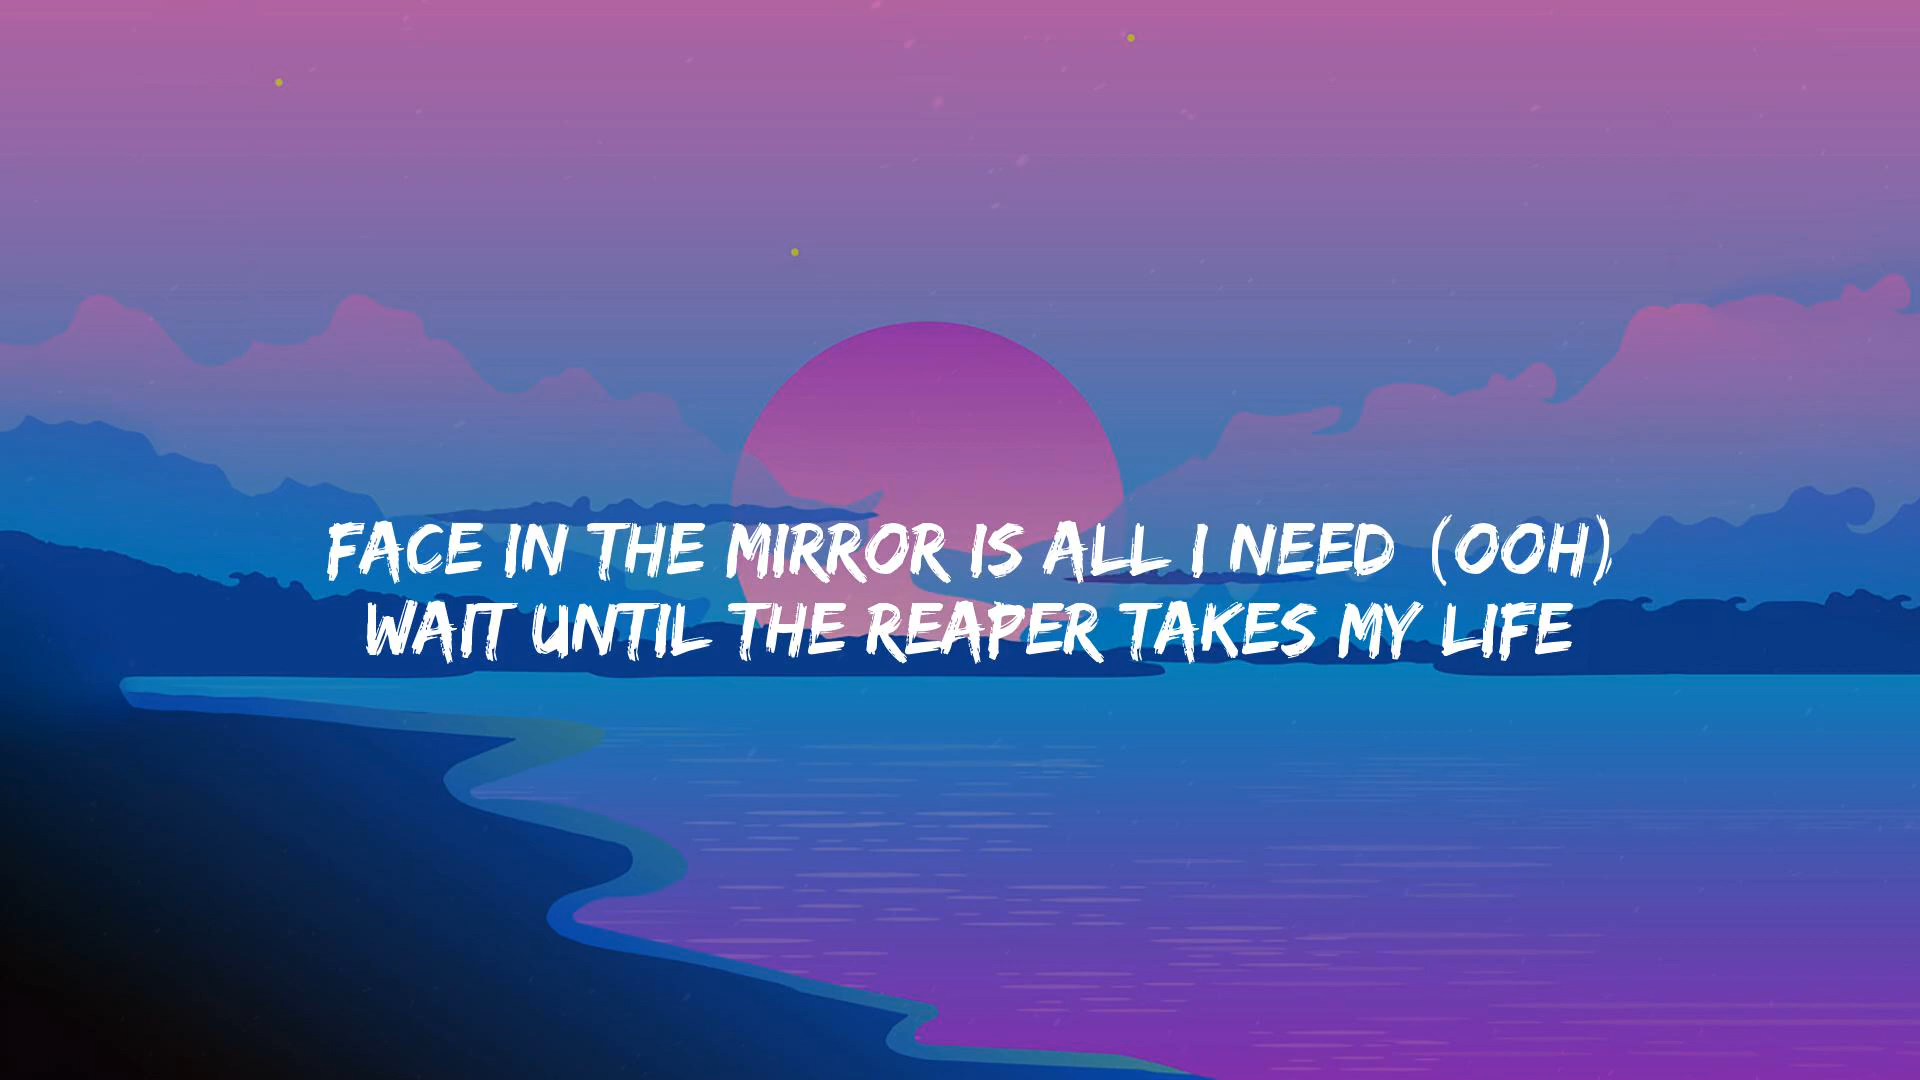 FACE IN THE MIRROR IS ALL I NEED (OOH)
WAIT UNTIL THE REAPER TAKES MY LIFE